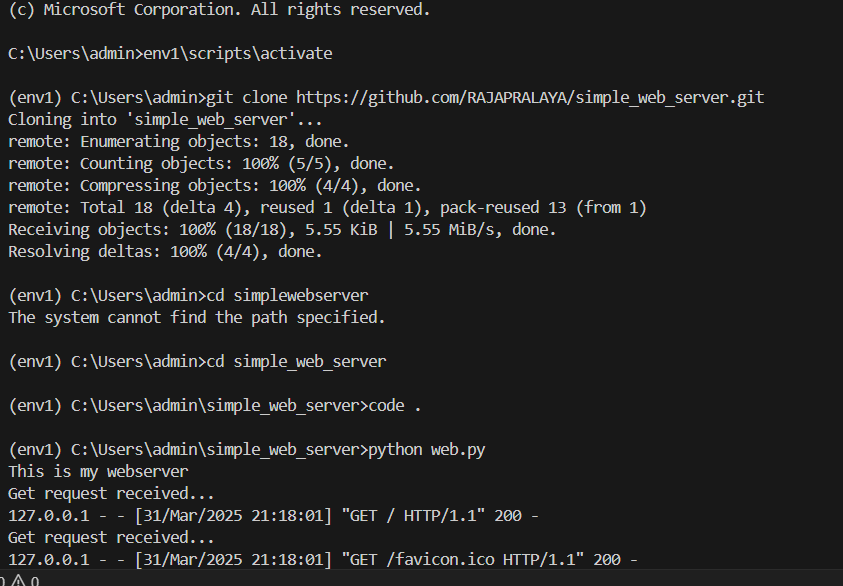 (c) Microsoft Corporation. All rights reserved.
C:\Users\admin>env1\scripts\activate
(env1) C:\Users\admin>git clone https://github.com/RAJAPRALAYA/simple_web_server.git
Cloning into 'simple_web_server'...
remote: Enumerating objects: 18, done.
remote: Counting objects: 100% (5/5), done.
remote: Compressing objects: 100% (4/4), done.
remote: Total 18 (delta 4), reused 1 (delta 1), pack-reused 13 (from 1)
Receiving objects: 100% (18/18), 5.55 KiB | 5.55 MiB/s, done.
Resolving deltas: 100% (4/4), done.
(env1) C:\Users\admin>cd simplewebserver
The system cannot find the path specified.
(env1) C:\Users\admin>cd simple_web_server
(env1) C:\Users\admin\simple_web_server>code .
(env1) C:\Users\admin\simple_web_server>python web.py
This is my webserver
Get request received...
127.0.0.1 - - [31/Mar/2025 21:18:01] "GET / HTTP/1.1" 200 -
Get request received...
127.0.0.1 - - [31/Mar/2025 21:18:01] "GET /favicon.ico HTTP/1.1" 200 -
0 ⚠ 0